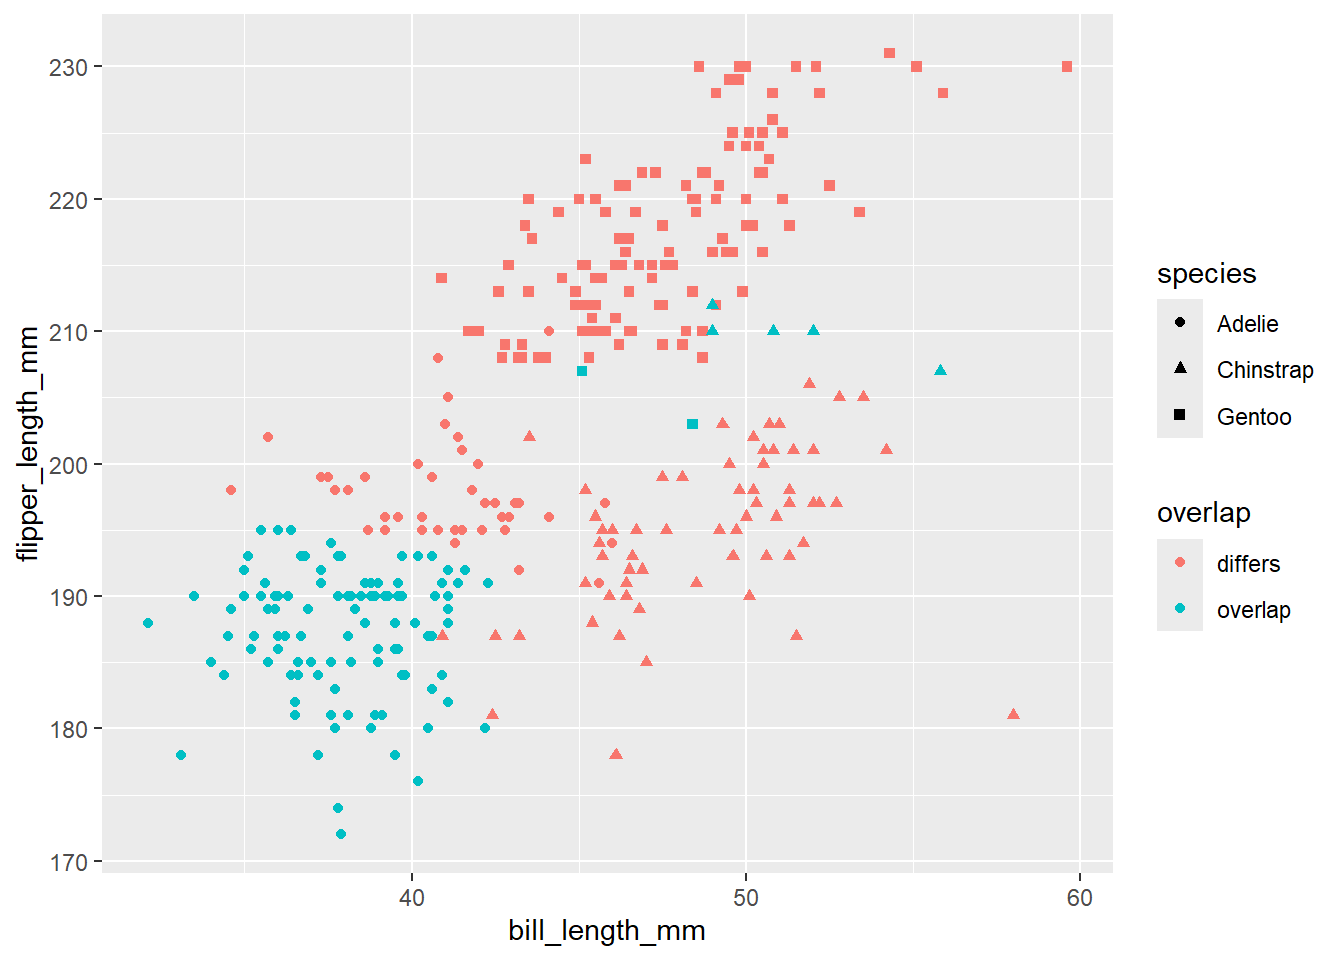 230
220
210
200
190
180
170
flipper_length_mm
40
50
60
bill_length_mm
species
Adelie
Chinstrap
Gentoo
overlap
differs
overlap